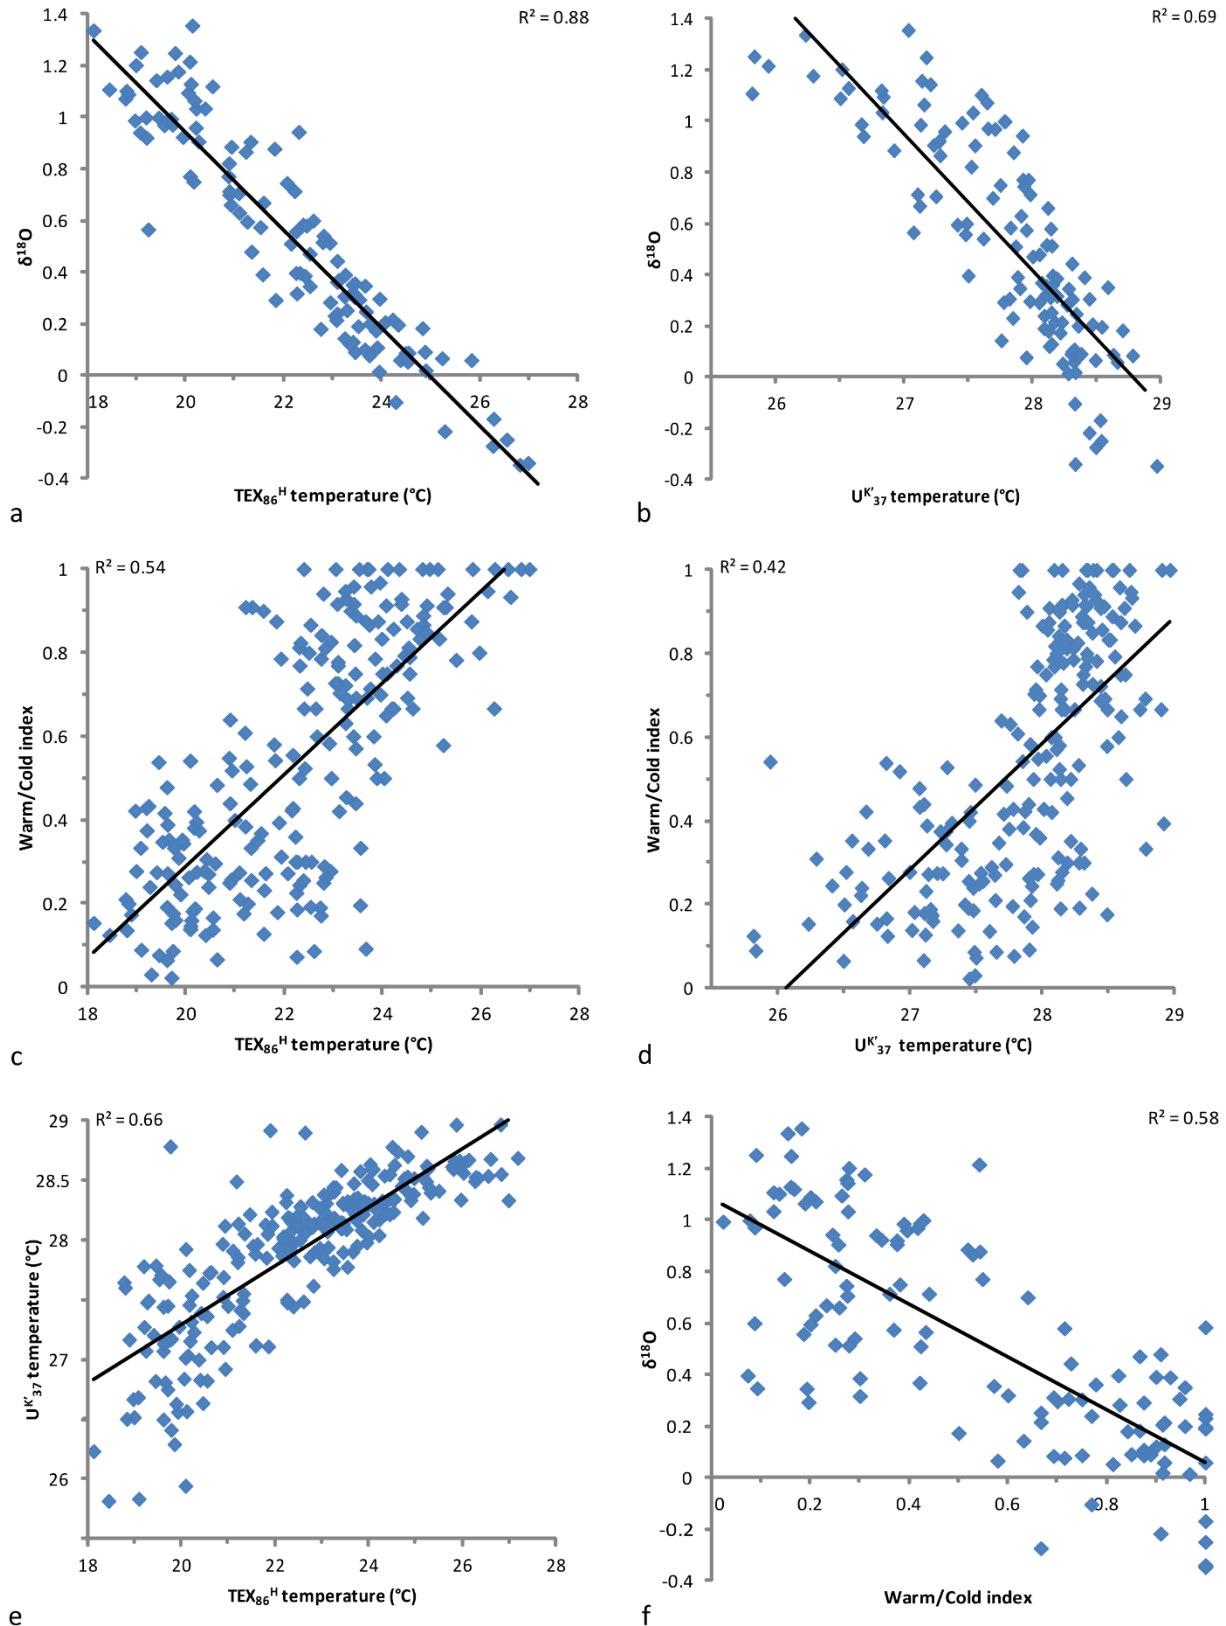 R² = 0.88
1.4
1.2
1
0.8
0.6
0.4
0.2
0
-0.2
-0.4
δ¹⁸O
18 20 22 24 26 28
TEX₈₆ᴴ temperature (°C)
a
R² = 0.69
1.4
1.2
1
0.8
0.6
0.4
0.2
0
-0.2
-0.4
δ¹⁸O
26 27 28 29
Uᴷ'₃₇ temperature (°C)
b
R² = 0.54
1
0.8
0.6
0.4
0.2
0
Warm/Cold index
18 20 22 24 26 28
TEX₈₆ᴴ temperature (°C)
c
R² = 0.42
1
0.8
0.6
0.4
0.2
0
Warm/Cold index
26 27 28 29
Uᴷ'₃₇ temperature (°C)
d
R² = 0.66
29
28.5
28
27
26
Uᴷ'₃₇ temperature (°C)
18 20 22 24 26 28
TEX₈₆ᴴ temperature (°C)
e
R² = 0.58
1.4
1.2
1
0.8
0.6
0.4
0.2
0
-0.2
-0.4
δ¹⁸O
0 0.2 0.4 0.6 0.8 1
Warm/Cold index
f